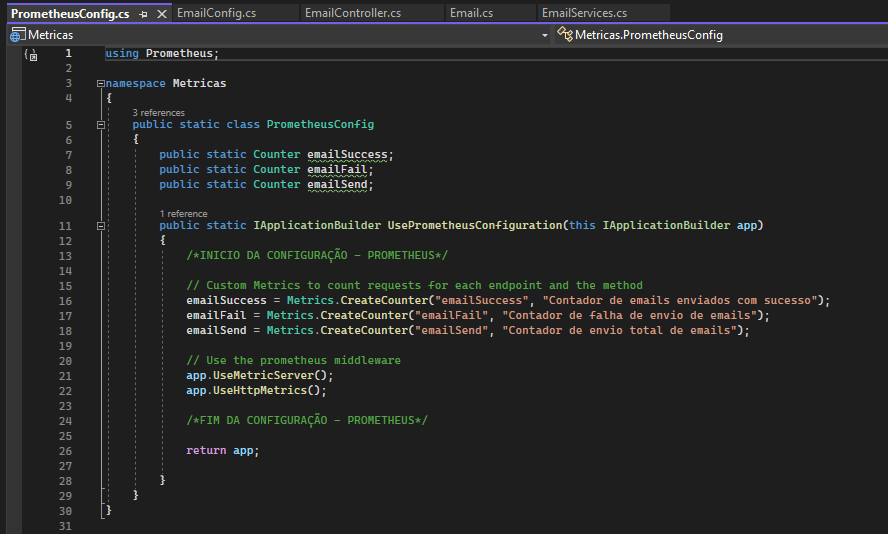 PrometheusConfig.cs
EmailConfig.cs
EmailController.cs
Email.cs
EmailServices.cs
Metricas
Metricas.PrometheusConfig
1 using Prometheus;
2
3 namespace Metricas
4 {
3 references
5 public static class PrometheusConfig
6 {
7 public static Counter emailSuccess;
8 public static Counter emailFail;
9 public static Counter emailSend;
10
1 reference
11 public static IApplicationBuilder UsePrometheusConfiguration(this IApplicationBuilder app)
12 {
13 /*INICIO DA CONFIGURAÇÃO - PROMETHEUS*/
14
15 // Custom Metrics to count requests for each endpoint and the method
16 emailSuccess = Metrics.CreateCounter("emailSuccess", "Contador de emails enviados com sucesso");
17 emailFail = Metrics.CreateCounter("emailFail", "Contador de falha de envio de emails");
18 emailSend = Metrics.CreateCounter("emailSend", "Contador de envio total de emails");
19
20 // Use the prometheus middleware
21 app.UseMetricServer();
22 app.UseHttpMetrics();
23
24 /*FIM DA CONFIGURAÇÃO - PROMETHEUS*/
25
26 return app;
27
28 }
29 }
30 }
31